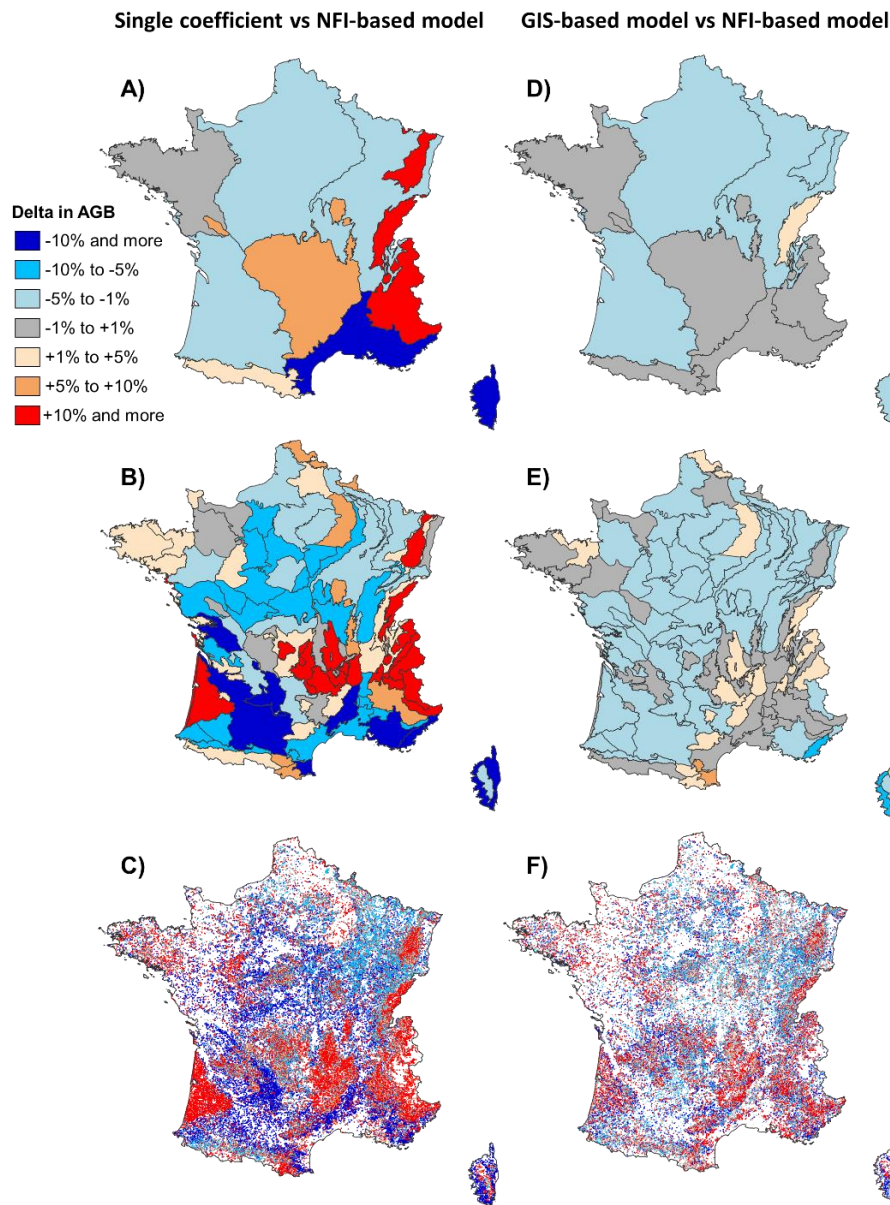 Single coefficient vs NFI-based model
GIS-based model vs NFI-based model
A)
D)
Delta in AGB
-10% and more
-10% to -5%
-5% to -1%
-1% to +1%
+1% to +5%
+5% to +10%
+10% and more
B)
E)
C)
F)